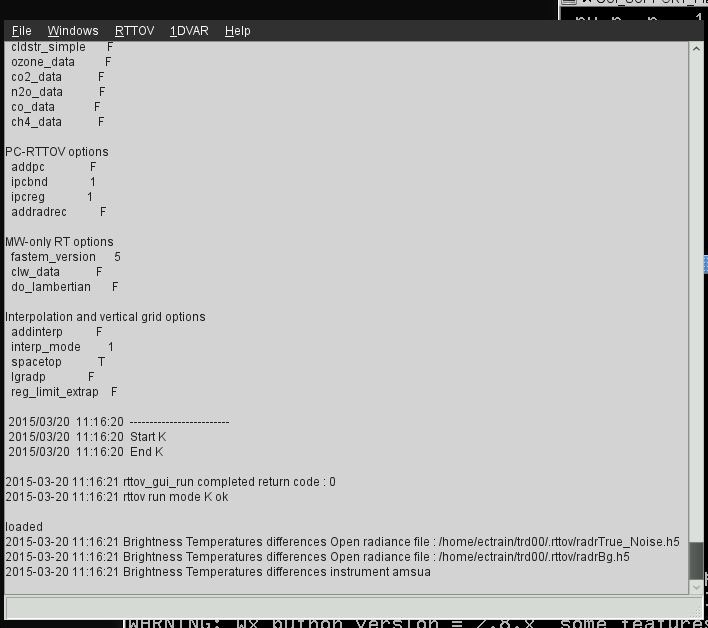 File Windows RTTOV 1DVAR Help
cldstr_simple F
ozone_data F
co2_data F
n2o_data F
co_data F
ch4_data F
PC-RTTOV options
addpc F
ipcbnd 1
ipcreg 1
addradrec F
MW-only RT options
fastem_version 5
clw_data F
do_lambertian F
Interpolation and vertical grid options
addinterp F
interp_mode 1
spacetop T
lgradp F
reg_limit_extrap F
2015/03/20 11:16:20 -------------------------
2015/03/20 11:16:20 Start K
2015/03/20 11:16:20 End K
2015-03-20 11:16:21 rttov_gui_run completed return code : 0
2015-03-20 11:16:21 rttov run mode K ok
loaded
2015-03-20 11:16:21 Brightness Temperatures differences Open radiance file : /home/ectrain/trd00/.rttov/radrTrue_Noise.h5
2015-03-20 11:16:21 Brightness Temperatures differences Open radiance file : /home/ectrain/trd00/.rttov/radrBg.h5
2015-03-20 11:16:21 Brightness Temperatures differences instrument amsua
WARNING: wx python version = 2.8.x some features